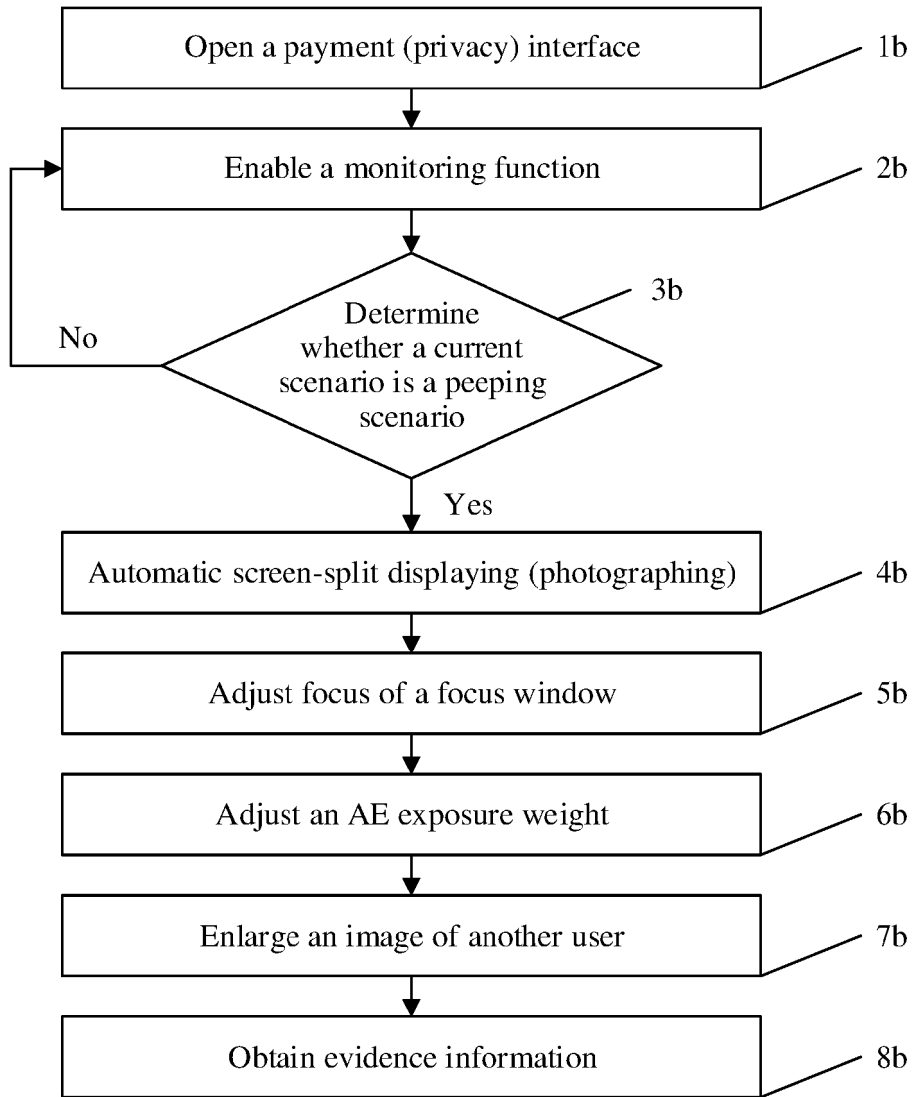 Open a payment (privacy) interface
1b
Enable a monitoring function
2b
3b
Determine
whether a current
scenario is a peeping
scenario
No
Yes
Automatic screen-split displaying (photographing)
4b
Adjust focus of a focus window
5b
Adjust an AE exposure weight
6b
Enlarge an image of another user
7b
Obtain evidence information
8b